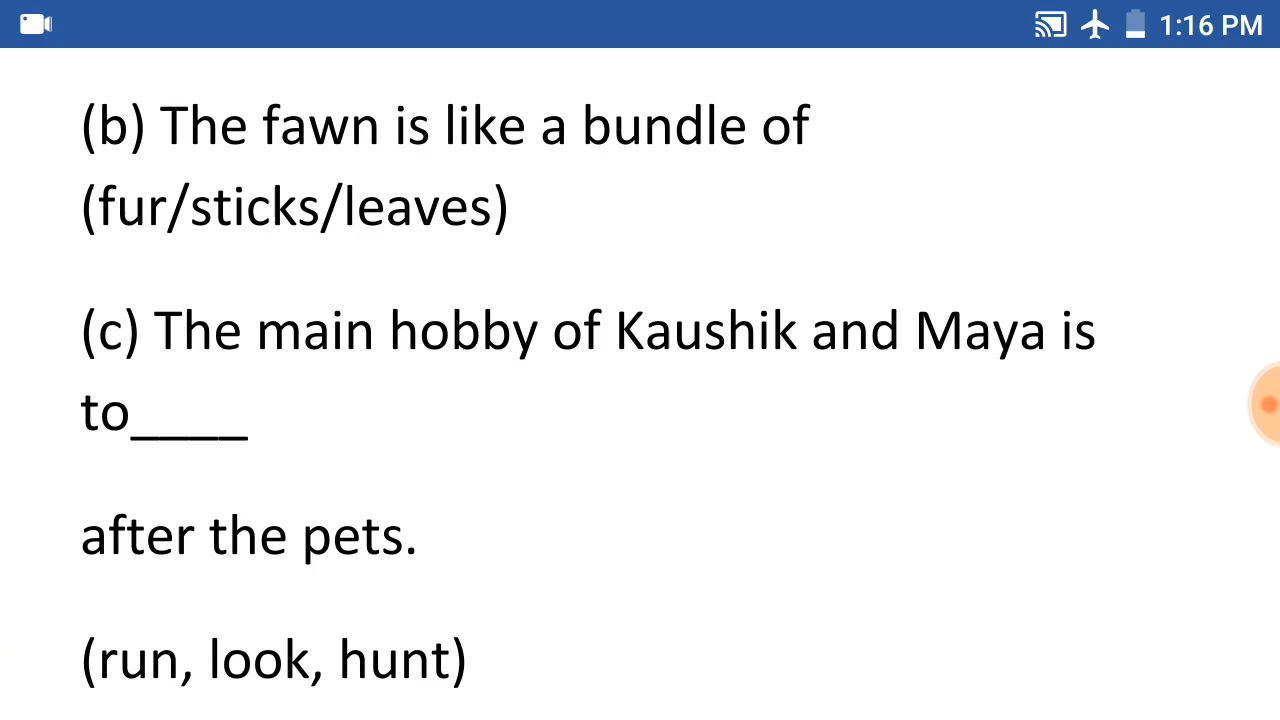 1:16 PM
(b) The fawn is like a bundle of
(fur/sticks/leaves)
(c) The main hobby of Kaushik and Maya is
to____
after the pets.
(run, look, hunt)